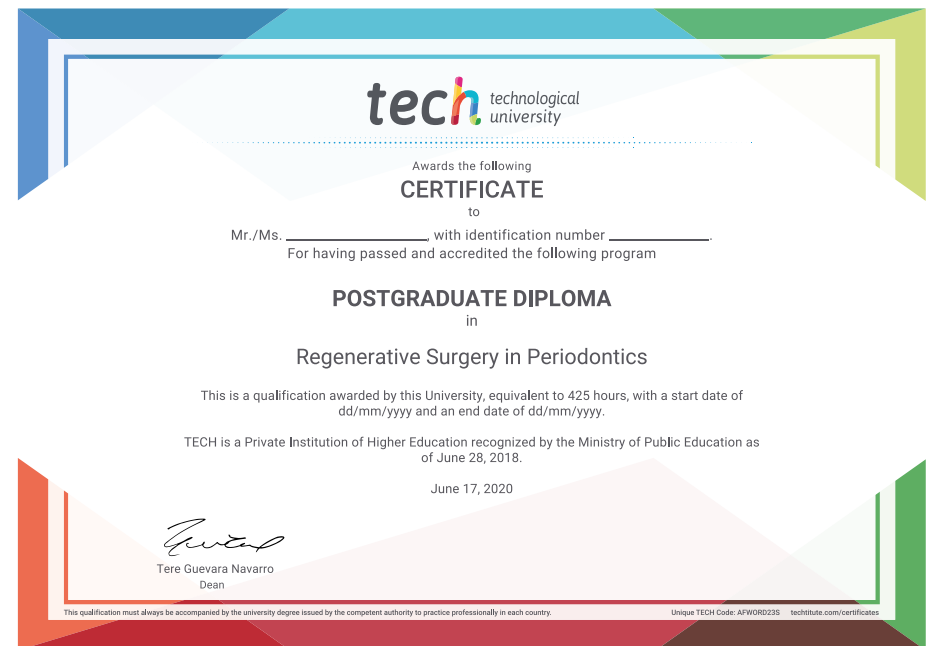 tech technological
university
Awards the following
CERTIFICATE
to
Mr./Ms. ____________, with identification number ____________.
For having passed and accredited the following program
POSTGRADUATE DIPLOMA
in
Regenerative Surgery in Periodontics
This is a qualification awarded by this University, equivalent to 425 hours, with a start date of
dd/mm/yyyy and an end date of dd/mm/yyyy.
TECH is a Private Institution of Higher Education recognized by the Ministry of Public Education as
of June 28, 2018.
June 17, 2020
Tere Guevara Navarro
Dean
This qualification must always be accompanied by the university degree issued by the competent authority to practice professionally in each country.
Unique TECH Code: AFWORD23S techtitute.com/certificates